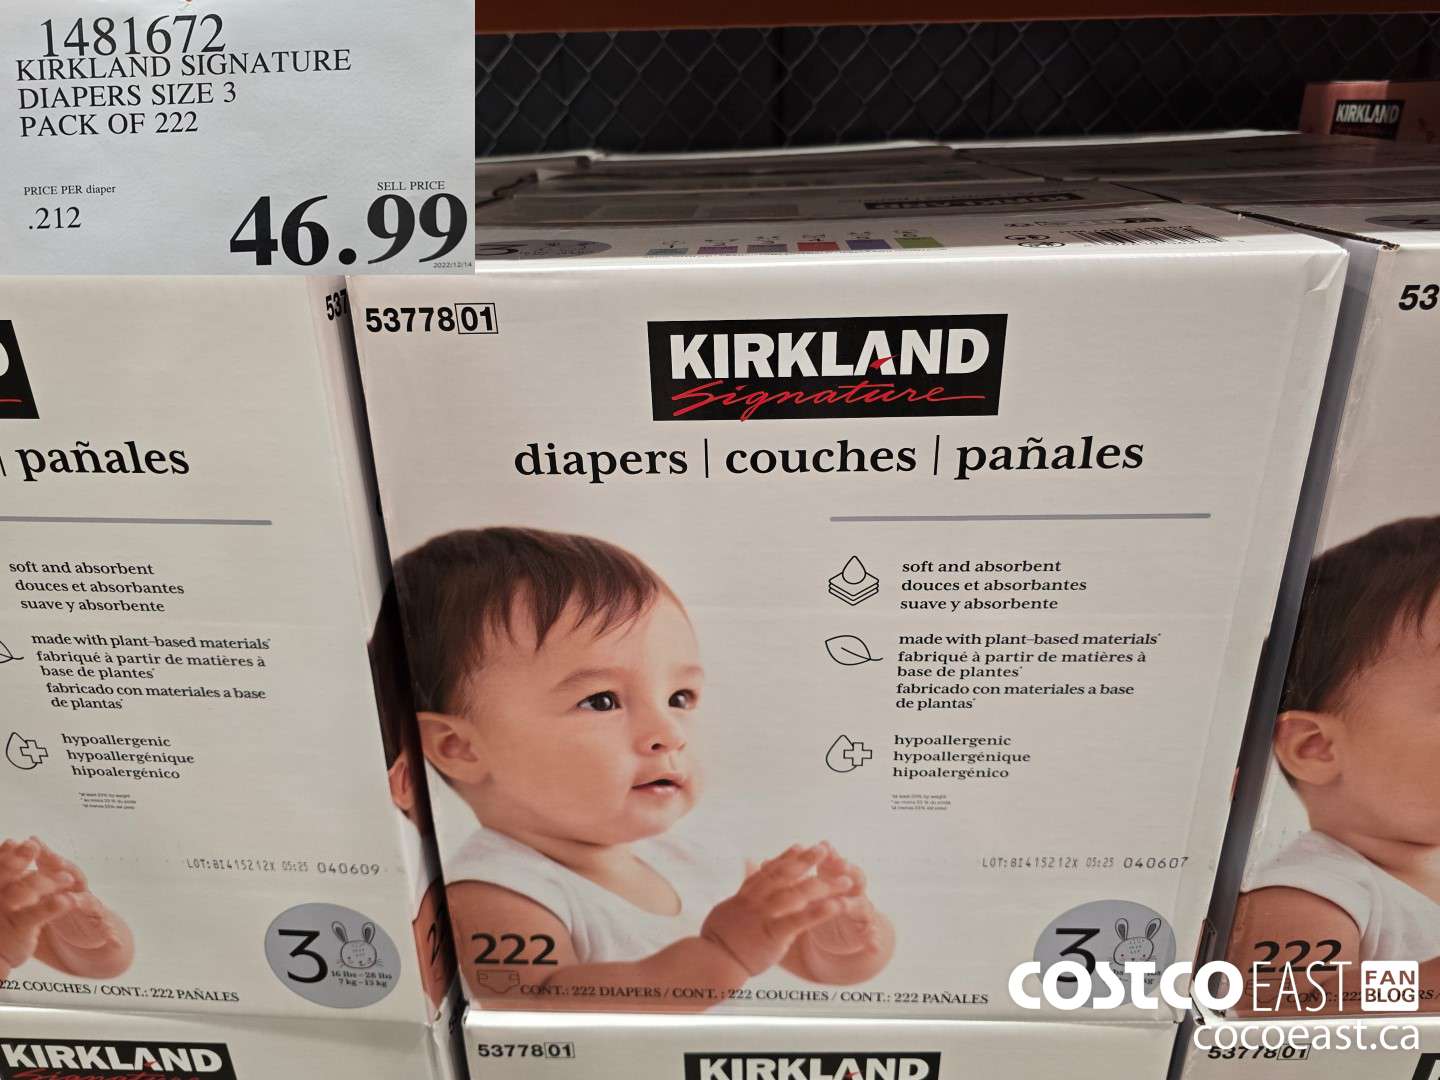 1481672
KIRKLAND SIGNATURE
DIAPERS SIZE 3
PACK OF 222
PRICE PER diaper
.212
SELL PRICE
46.99
2022/12/14
KIRKLAND
537
53778 01
53
KIRKLAND
Signature
pañales
diapers | couches | pañales
soft and absorbent
douces et absorbantes
suave y absorbente
made with plant-based materials*
fabriqué à partir de matières à
base de plantes*
fabricado con materiales a base
de plantas*
hypoallergenic
hypoallergénique
hipoalergénico
soft and absorbent
douces et absorbantes
suave y absorbente
made with plant-based materials*
fabriqué à partir de matières à
base de plantes*
fabricado con materiales a base
de plantas*
hypoallergenic
hypoallergénique
hipoalergénico
LOT: 040609
LOT: 040607
3
16 lbs - 28 lbs
7 kg - 13 kg
222 COUCHES / CONT.: 222 PAÑALES
222
CONT.: 222 DIAPERS / CONT.: 222 COUCHES / CONT.: 222 PAÑALES
3
222
COSTCO EAST FAN
BLOG
cocoeast.ca
KIRKLAND
Signature
53778 01
KIRKLAND
53778 01